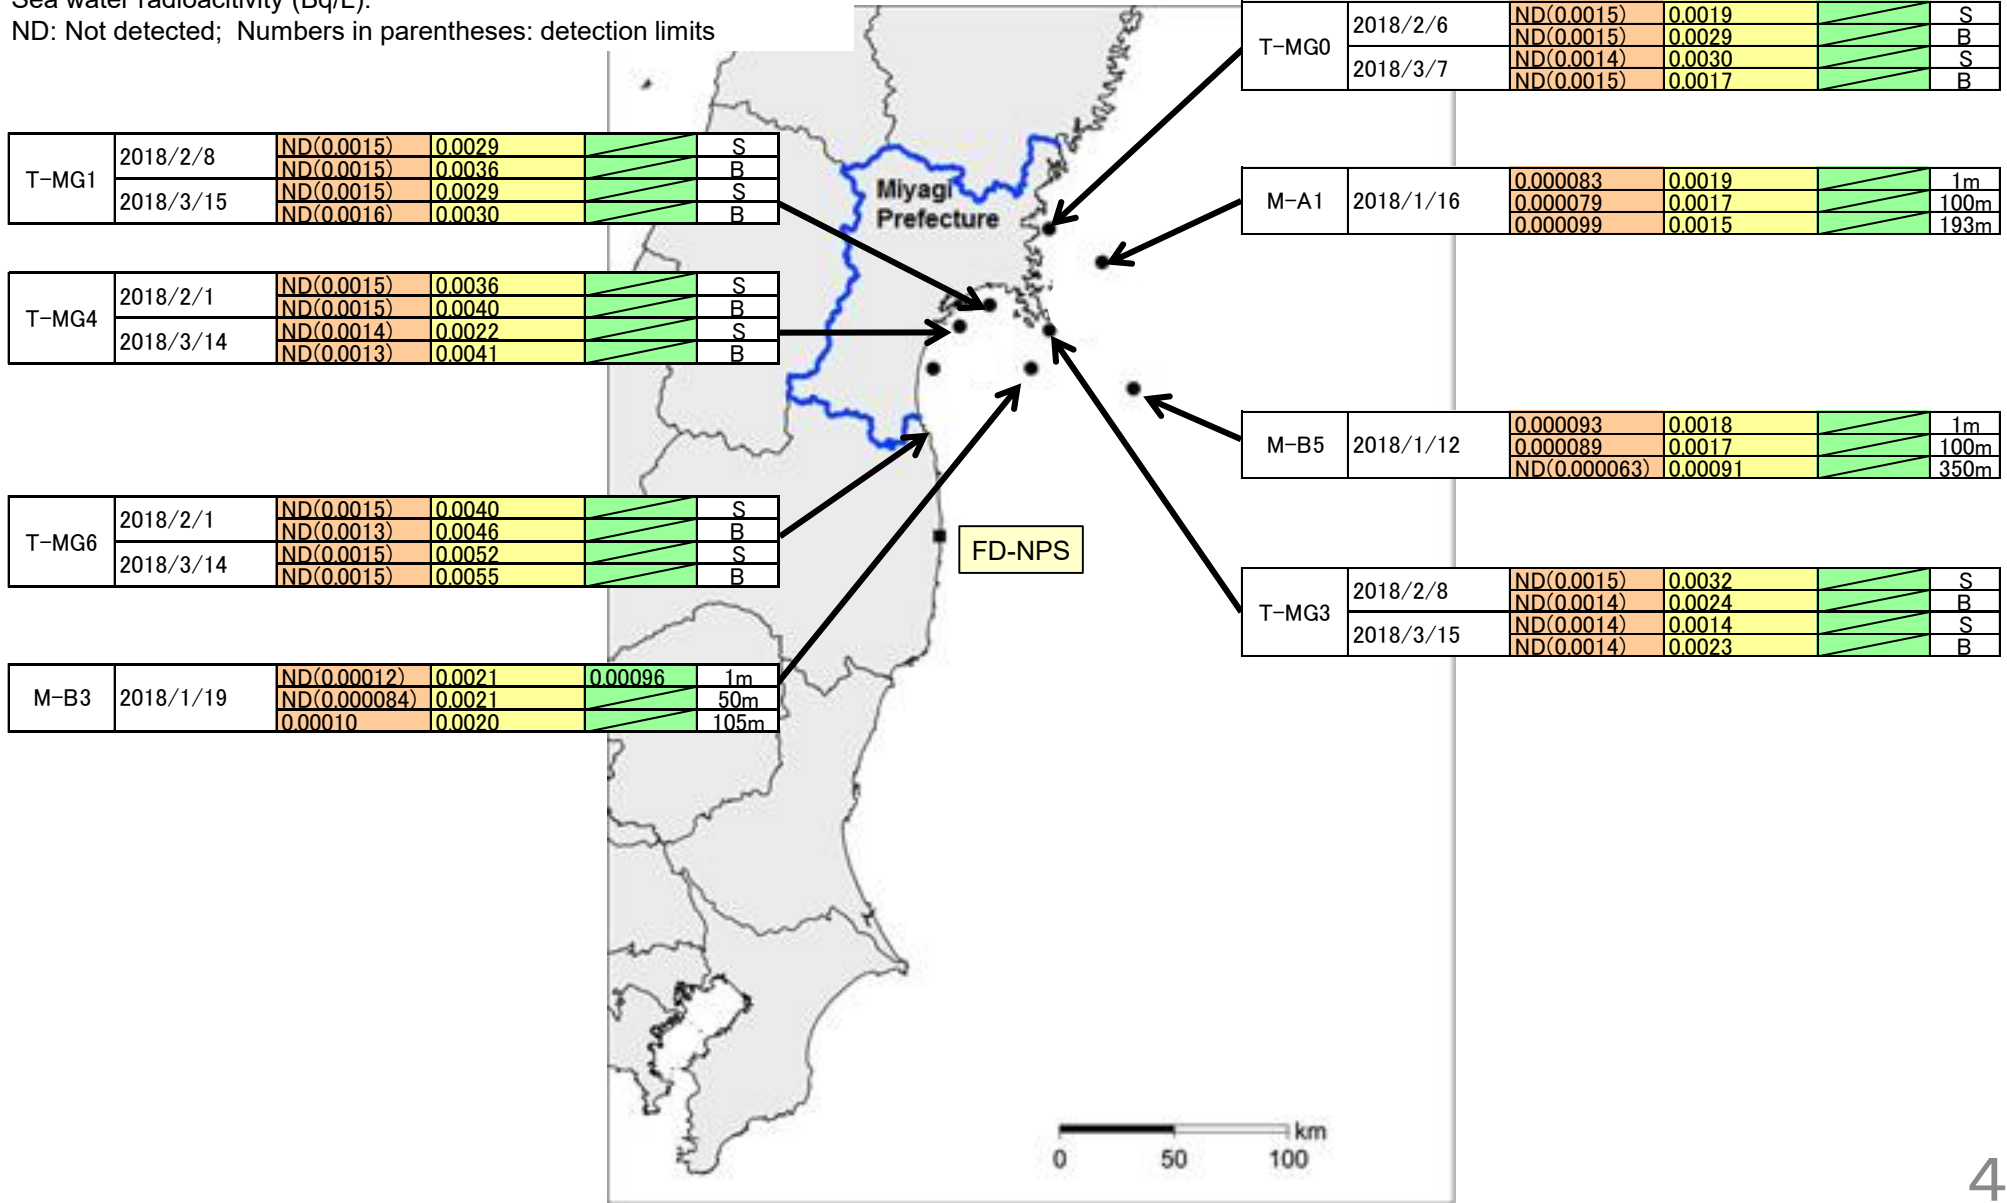 Sea water radioacitivity (Bq/L).
ND: Not detected; Numbers in parentheses: detection limits
T-MG0
2018/2/6 ND(0.0015) 0.0019 S
ND(0.0015) 0.0029 B
2018/3/7 ND(0.0014) 0.0030 S
ND(0.0015) 0.0017 B
T-MG1
2018/2/8 ND(0.0015) 0.0029 S
ND(0.0015) 0.0036 B
2018/3/15 ND(0.0015) 0.0029 S
ND(0.0016) 0.0030 B
Miyagi
Prefecture
M-A1 2018/1/16
0.000083 0.0019 1m
0.000079 0.0017 100m
0.000099 0.0015 193m
T-MG4
2018/2/1 ND(0.0015) 0.0036 S
ND(0.0015) 0.0040 B
2018/3/14 ND(0.0014) 0.0022 S
ND(0.0013) 0.0041 B
M-B5 2018/1/12
0.000093 0.0018 1m
0.000089 0.0017 100m
ND(0.000063) 0.00091 350m
T-MG6
2018/2/1 ND(0.0015) 0.0040 S
ND(0.0013) 0.0046 B
2018/3/14 ND(0.0015) 0.0052 S
ND(0.0015) 0.0055 B
FD-NPS
T-MG3
2018/2/8 ND(0.0015) 0.0032 S
ND(0.0014) 0.0024 B
2018/3/15 ND(0.0014) 0.0014 S
ND(0.0014) 0.0023 B
M-B3 2018/1/19
ND(0.00012) 0.0021 0.00096 1m
ND(0.000084) 0.0021 50m
0.00010 0.0020 105m
km
0 50 100
4